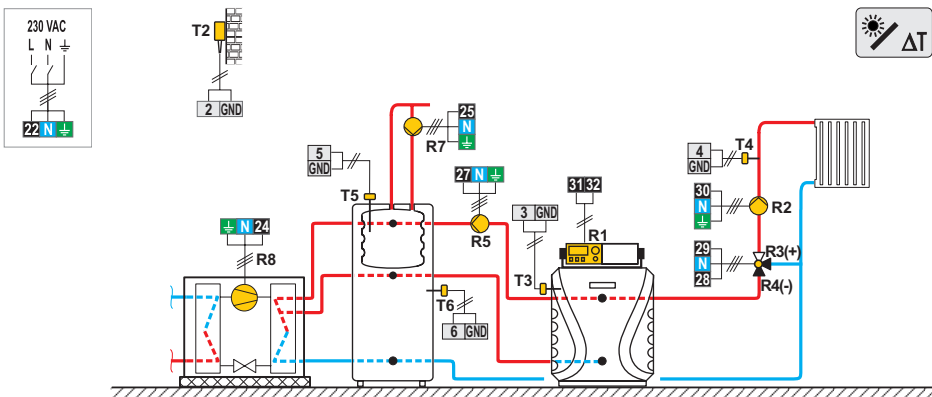 230 VAC
L N
22 N
T2
2 GND
ΔT
25
N
R7
5
GND
T5
27 N
R5
31 32
R1
3 GND
T3
4
GND
T4
30
N
R2
29
N
28
R3(+)
R4(-)
N 24
R8
T6
6 GND